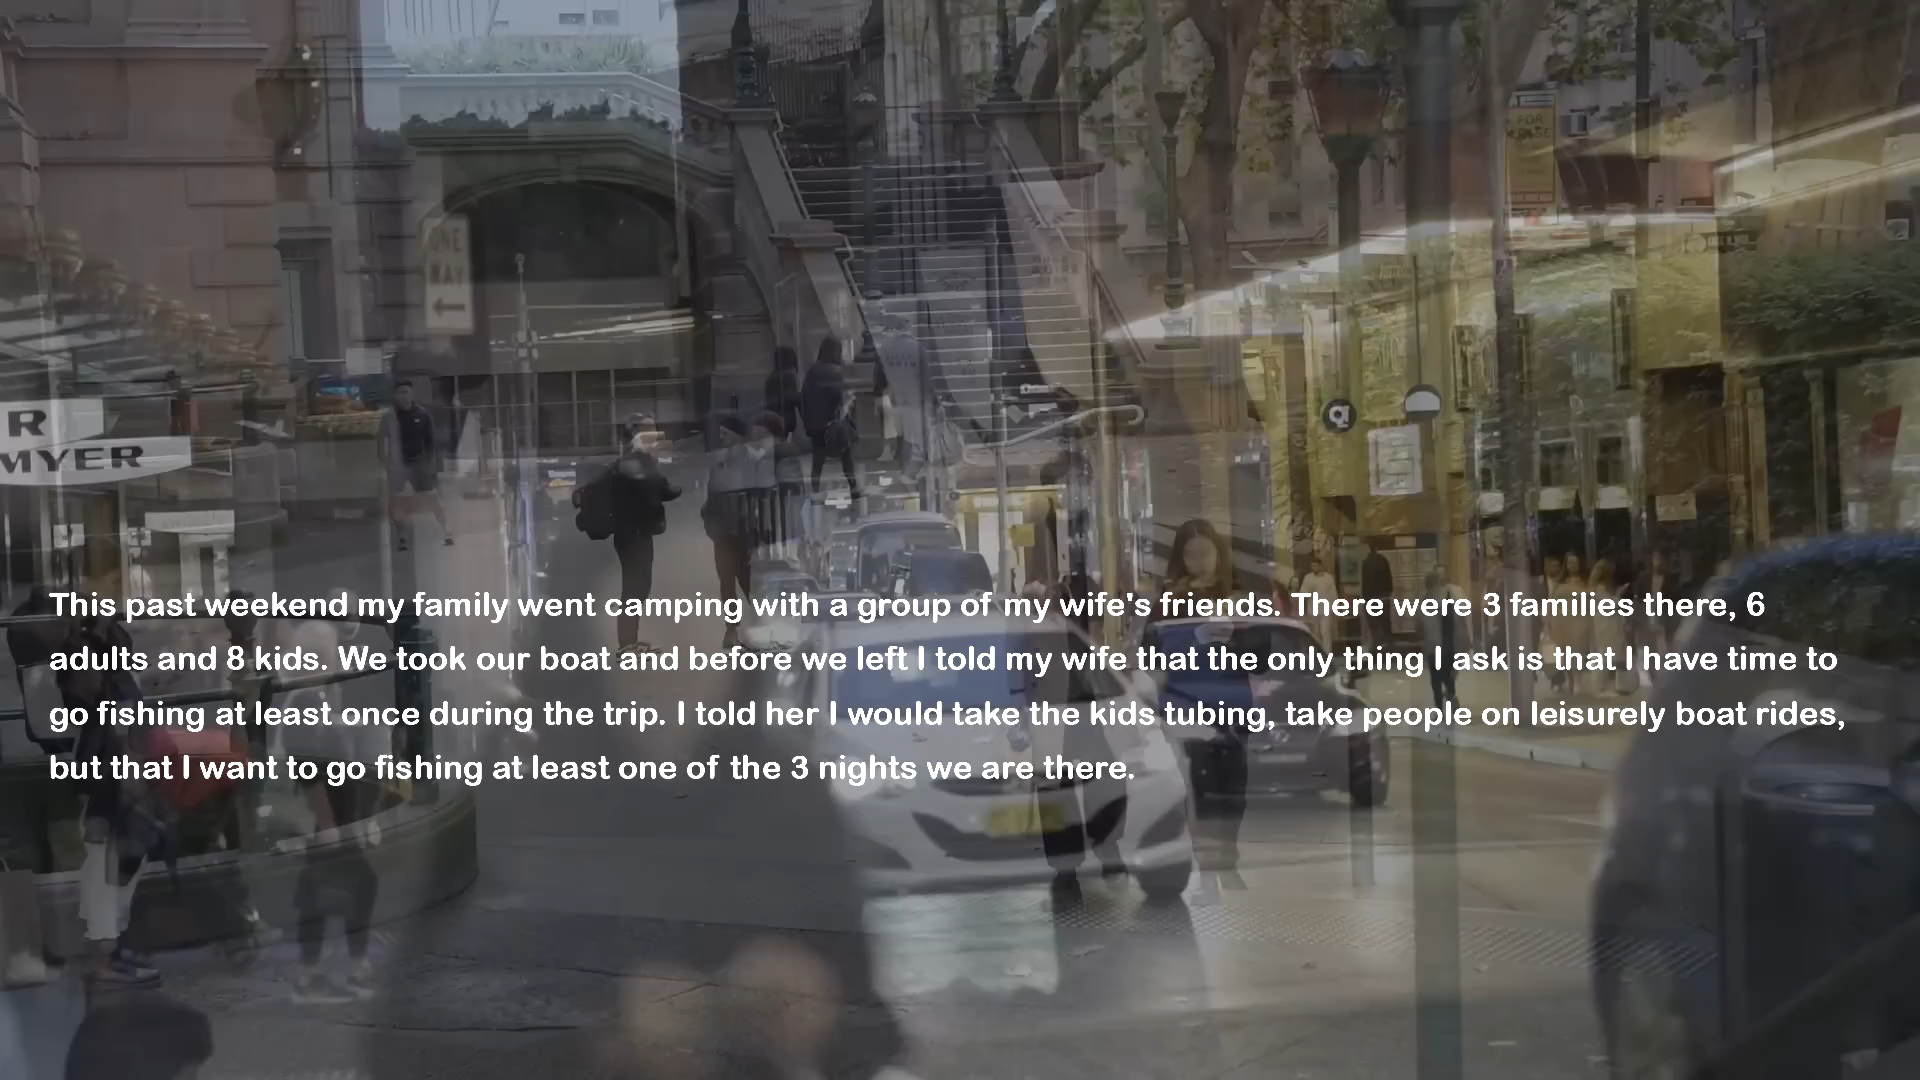 ONE
WAY
R
MYER
This past weekend my family went camping with a group of my wife's friends. There were 3 families there, 6
adults and 8 kids. We took our boat and before we left I told my wife that the only thing I ask is that I have time to
go fishing at least once during the trip. I told her I would take the kids tubing, take people on leisurely boat rides,
but that I want to go fishing at least one of the 3 nights we are there.